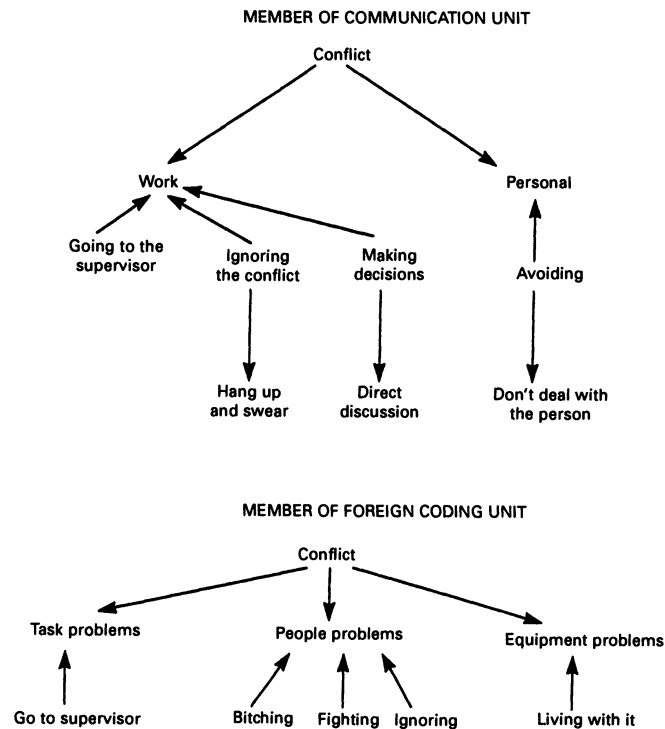 MEMBER OF COMMUNICATION UNIT
Conflict
Work
Personal
Going to the
supervisor
Ignoring
the conflict
Making
decisions
Avoiding
Hang up
and swear
Direct
discussion
Don't deal with
the person
MEMBER OF FOREIGN CODING UNIT
Conflict
Task problems
People problems
Equipment problems
Go to supervisor
Bitching
Fighting
Ignoring
Living with it